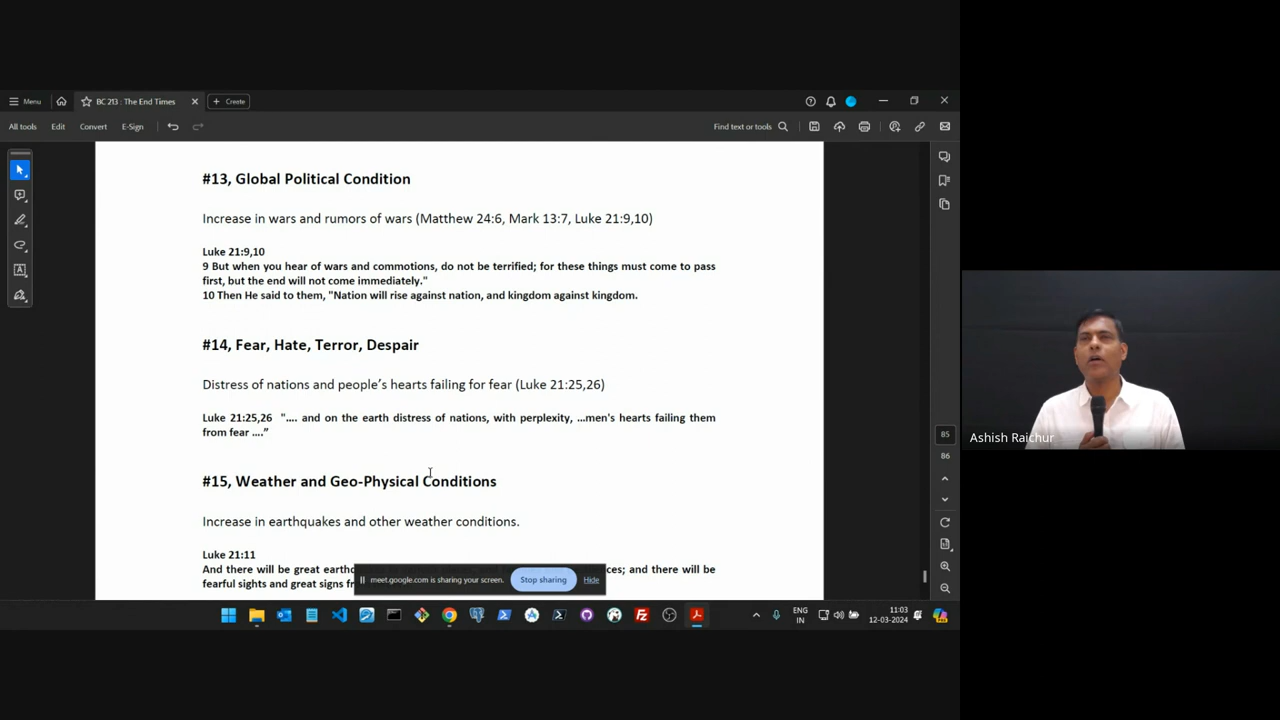 Menu
BC 213 : The End Times
Create
All tools Edit Convert E-Sign
Find text or tools
#13, Global Political Condition
Increase in wars and rumors of wars (Matthew 24:6, Mark 13:7, Luke 21:9,10)
Luke 21:9,10
9 But when you hear of wars and commotions, do not be terrified; for these things must come to pass
first, but the end will not come immediately."
10 Then He said to them, "Nation will rise against nation, and kingdom against kingdom.
#14, Fear, Hate, Terror, Despair
Distress of nations and people's hearts failing for fear (Luke 21:25,26)
Luke 21:25,26 ".... and on the earth distress of nations, with perplexity, ...men's hearts failing them
from fear ...."
#15, Weather and Geo-Physical Conditions
Increase in earthquakes and other weather conditions.
Luke 21:11
And there will be great earthq ces; and there will be
fearful sights and great signs fr
meet.google.com is sharing your screen. Stop sharing Hide
85
86
Ashish Raichur
ENG
IN
11:03
12-03-2024